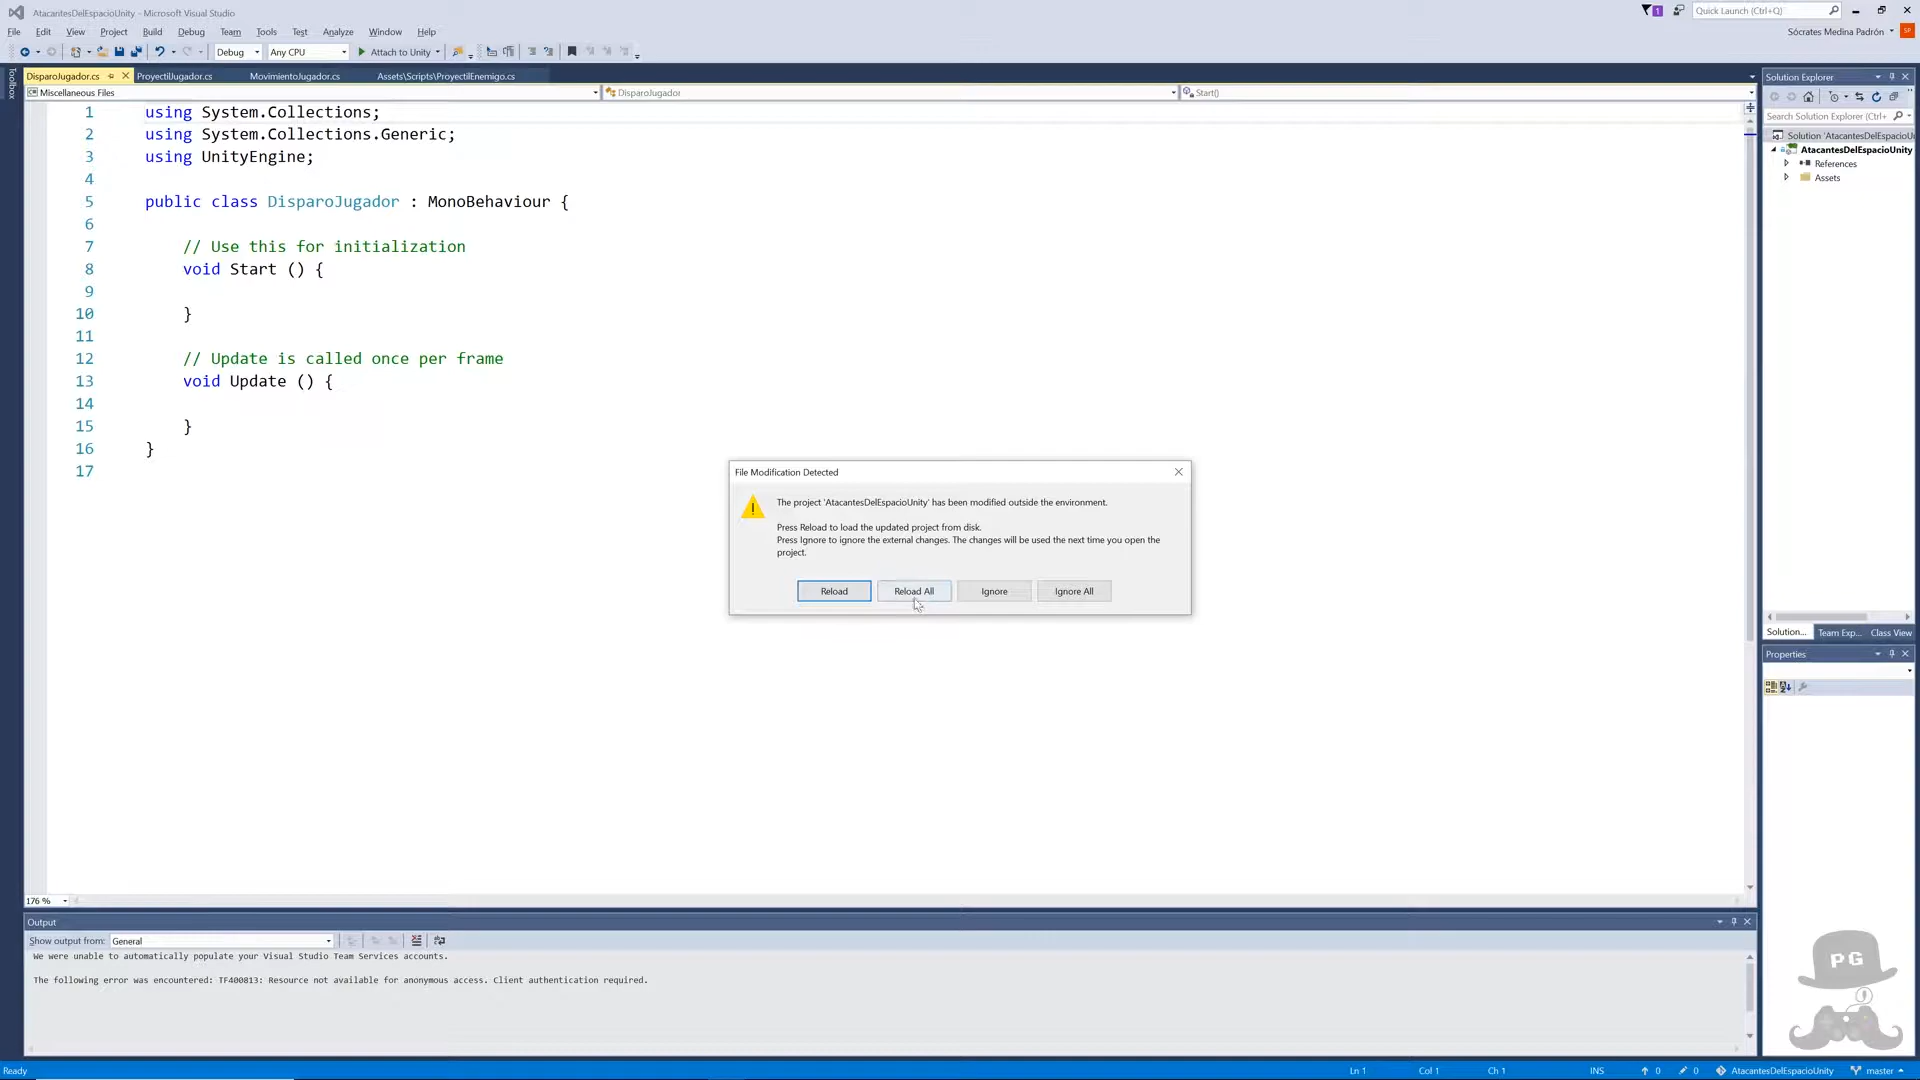 AtacantesDelEspacioUnity - Microsoft Visual Studio
1
Quick Launch (Ctrl+Q)
File Edit View Project Build Debug Team Tools Test Analyze Window Help
Sócrates Medina Padrón
SP
Debug Any CPU Attach to Unity
Toolbox
DisparoJugador.cs ProyectilJugador.cs MovimientoJugador.cs Assets\Scripts\ProyectilEnemigo.cs
Miscellaneous Files DisparoJugador Start()
1 using System.Collections;
2 using System.Collections.Generic;
3 using UnityEngine;
4
5 public class DisparoJugador : MonoBehaviour {
6
7 // Use this for initialization
8 void Start () {
9
10 }
11
12 // Update is called once per frame
13 void Update () {
14
15 }
16 }
17
File Modification Detected
The project 'AtacantesDelEspacioUnity' has been modified outside the environment.
Press Reload to load the updated project from disk.
Press Ignore to ignore the external changes. The changes will be used the next time you open the
project.
Reload Reload All Ignore Ignore All
Solution Explorer
Search Solution Explorer (Ctrl+
Solution 'AtacantesDelEspacioU
AtacantesDelEspacioUnity
References
Assets
Solution... Team Exp... Class View
Properties
176 %
Output
Show output from: General
We were unable to automatically populate your Visual Studio Team Services accounts.
The following error was encountered: TF400813: Resource not available for anonymous access. Client authentication required.
PG
Ready Ln 1 Col 1 Ch 1 INS 0 0 AtacantesDelEspacioUnity master